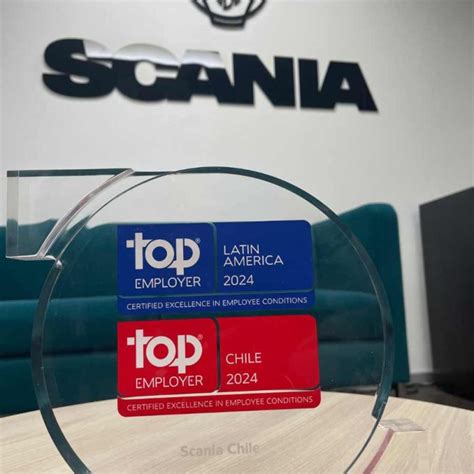 SCANIA
top
EMPLOYER
LATIN
AMERICA
2024
CERTIFIED EXCELLENCE IN EMPLOYEE CONDITIONS
top
EMPLOYER
CHILE
2024
CERTIFIED EXCELLENCE IN EMPLOYEE CONDITIONS
Scania Chile